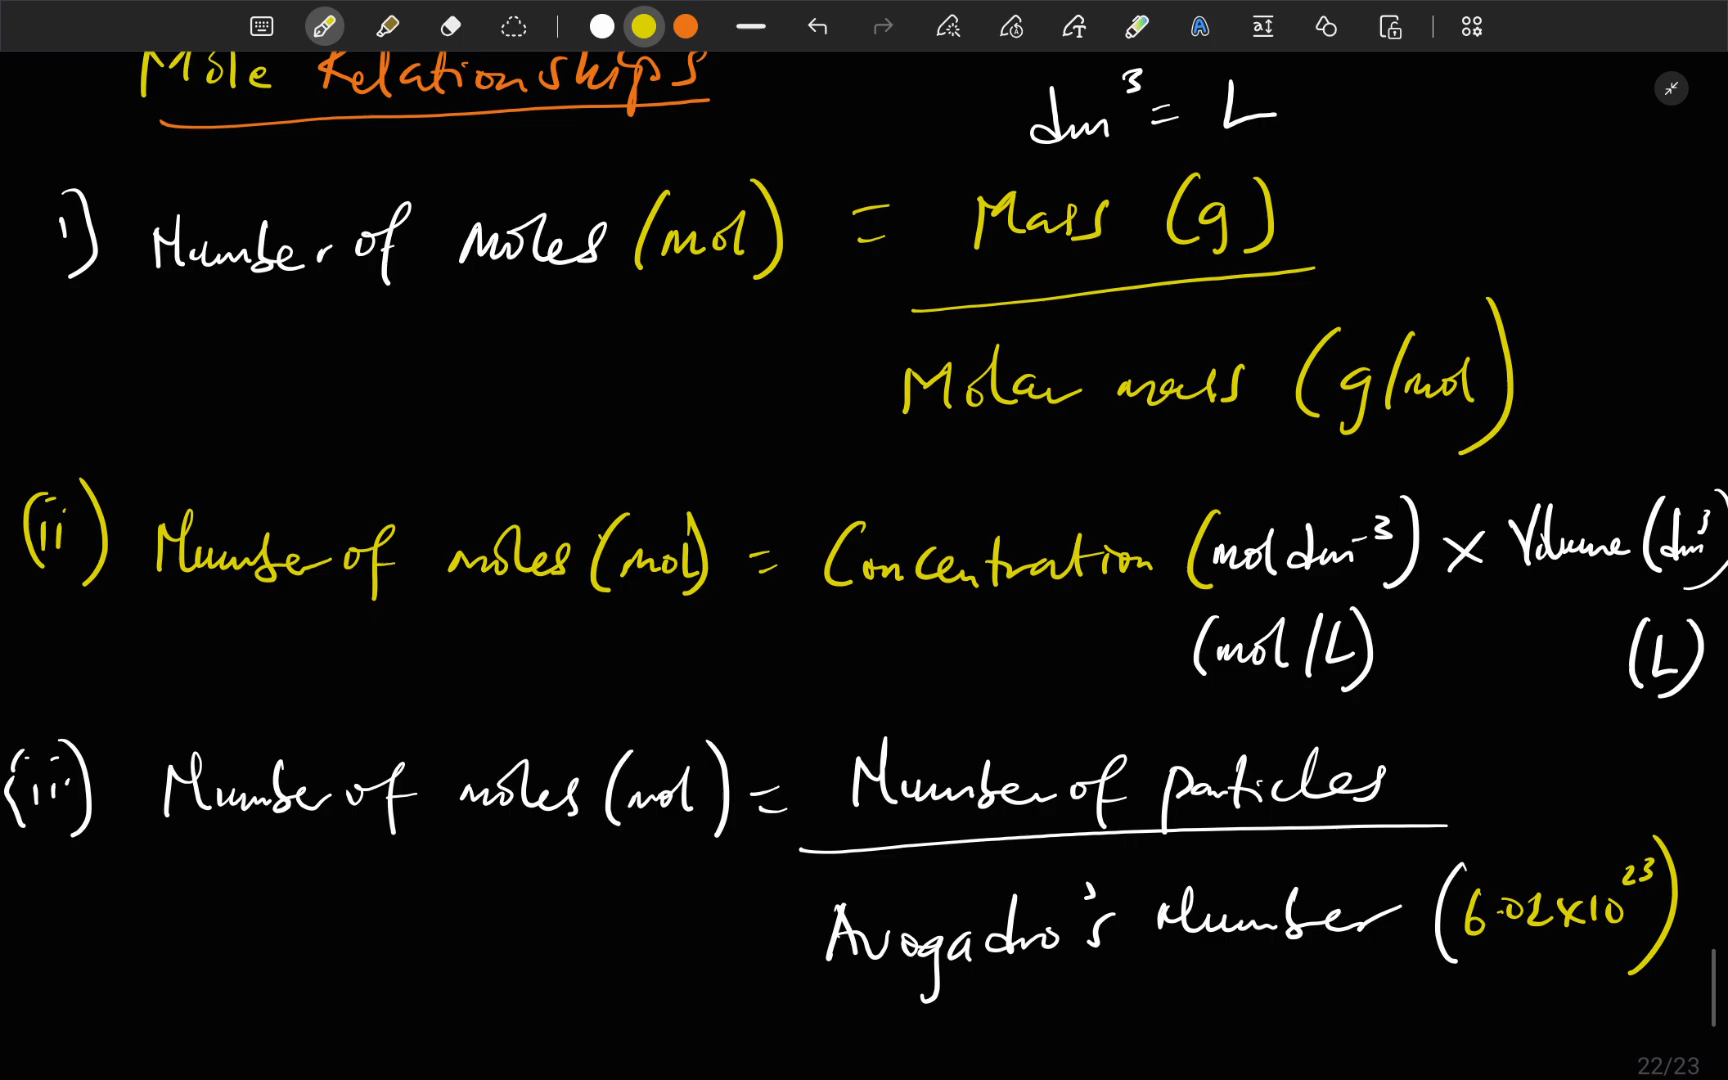 Mole Relationships
dm³ = L
i) Number of moles (mol) = Mass (g)
Molar mass (g/mol)
(ii) Number of moles (mol) = Concentration (mol dm⁻³) × Volume (dm³)
(mol/L) (L)
(iii) Number of moles (mol) = Number of particles
Avogadro's Number (6.02×10²³)
22/23